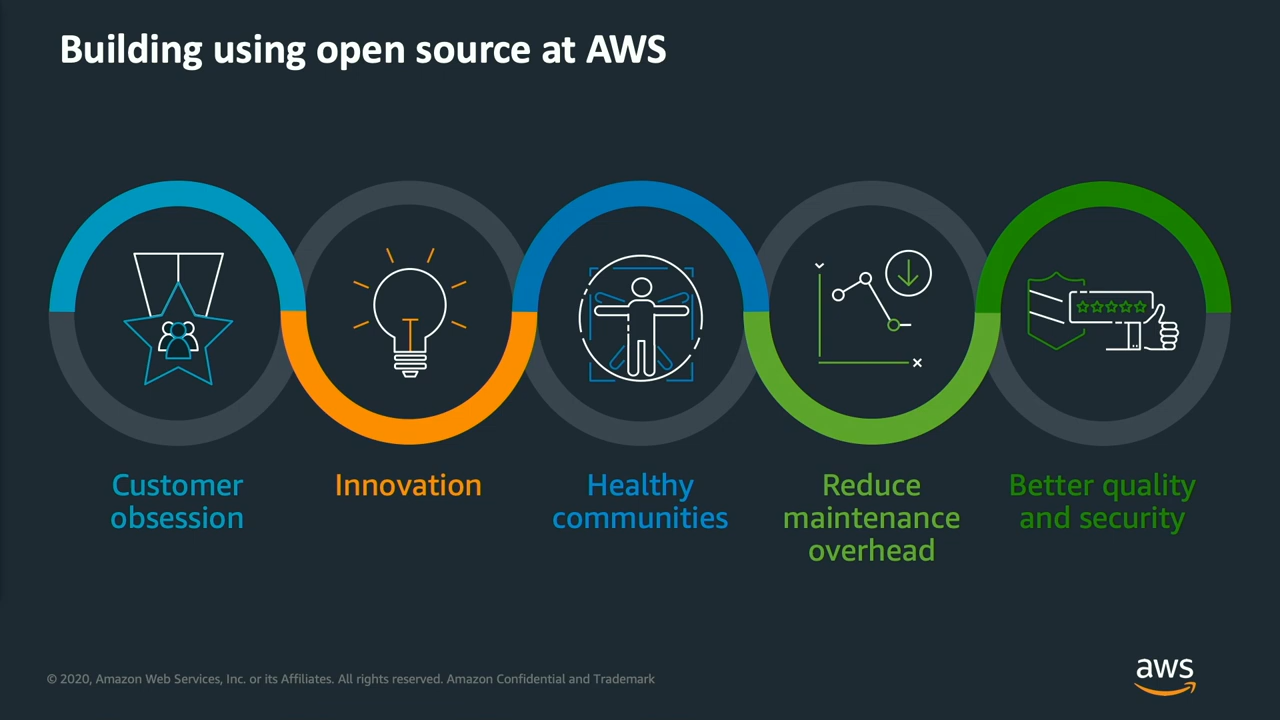 Building using open source at AWS
Customer
obsession
Innovation
Healthy
communities
Reduce
maintenance
overhead
Better quality
and security
© 2020, Amazon Web Services, Inc. or its Affiliates. All rights reserved. Amazon Confidential and Trademark
aws